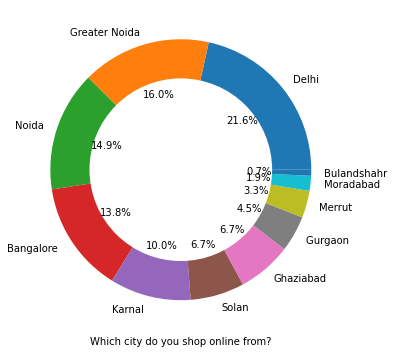 Greater Noida
Delhi
16.0%
21.6%
Noida
14.9%
0.7%
Bulandshahr
1.9%
Moradabad
3.3%
Merrut
13.8%
4.5%
Gurgaon
6.7%
Bangalore
10.0%
6.7%
Ghaziabad
Karnal
Solan
Which city do you shop online from?